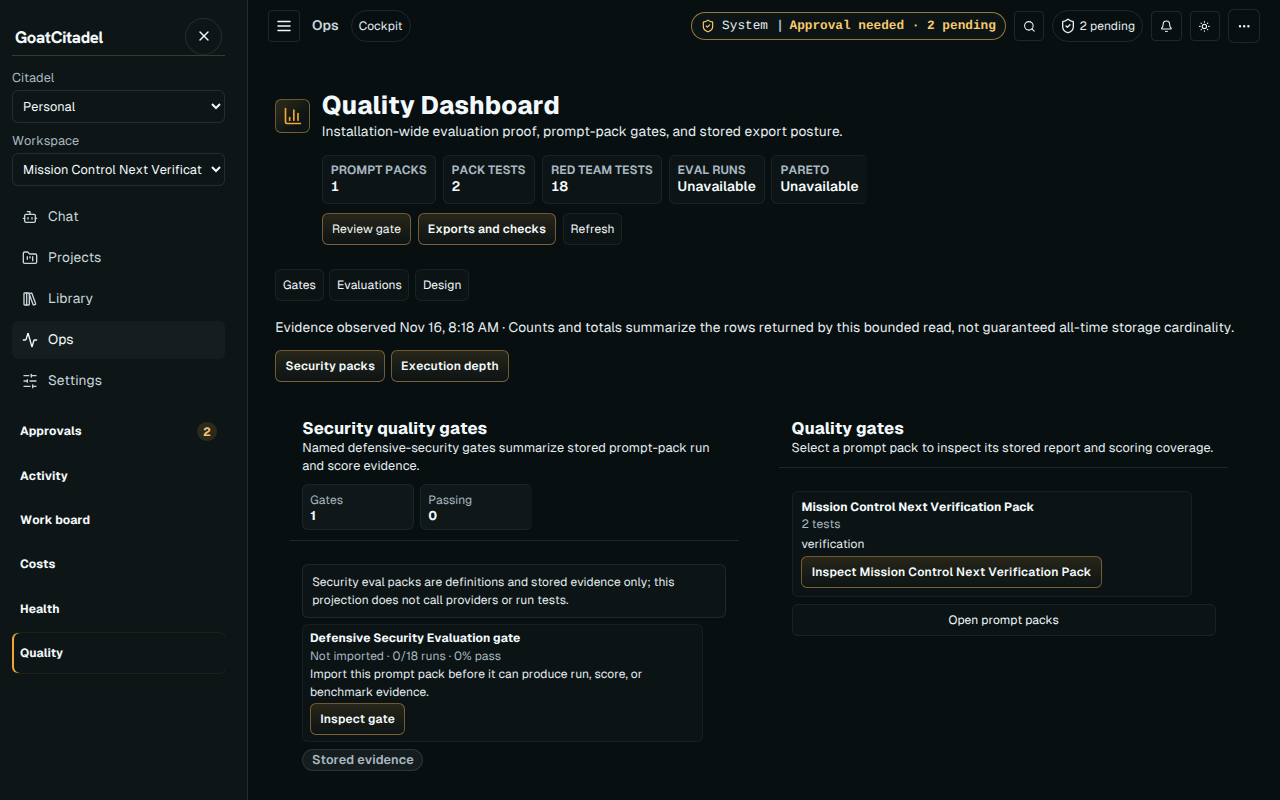 GoatCitadel
Citadel
Personal
Workspace
Mission Control Next Verificat
Chat
Projects
Library
Ops
Settings
Approvals 2
Activity
Work board
Costs
Health
Quality
Ops Cockpit
System | Approval needed · 2 pending
2 pending
Quality Dashboard
Installation-wide evaluation proof, prompt-pack gates, and stored export posture.
PROMPT PACKS
1
PACK TESTS
2
RED TEAM TESTS
18
EVAL RUNS
Unavailable
PARETO
Unavailable
Review gate
Exports and checks
Refresh
Gates
Evaluations
Design
Evidence observed Nov 16, 8:18 AM · Counts and totals summarize the rows returned by this bounded read, not guaranteed all-time storage cardinality.
Security packs
Execution depth
Security quality gates
Named defensive-security gates summarize stored prompt-pack run
and score evidence.
Gates
1
Passing
0
Security eval packs are definitions and stored evidence only; this
projection does not call providers or run tests.
Defensive Security Evaluation gate
Not imported · 0/18 runs · 0% pass
Import this prompt pack before it can produce run, score, or
benchmark evidence.
Inspect gate
Stored evidence
Quality gates
Select a prompt pack to inspect its stored report and scoring coverage.
Mission Control Next Verification Pack
2 tests
verification
Inspect Mission Control Next Verification Pack
Open prompt packs